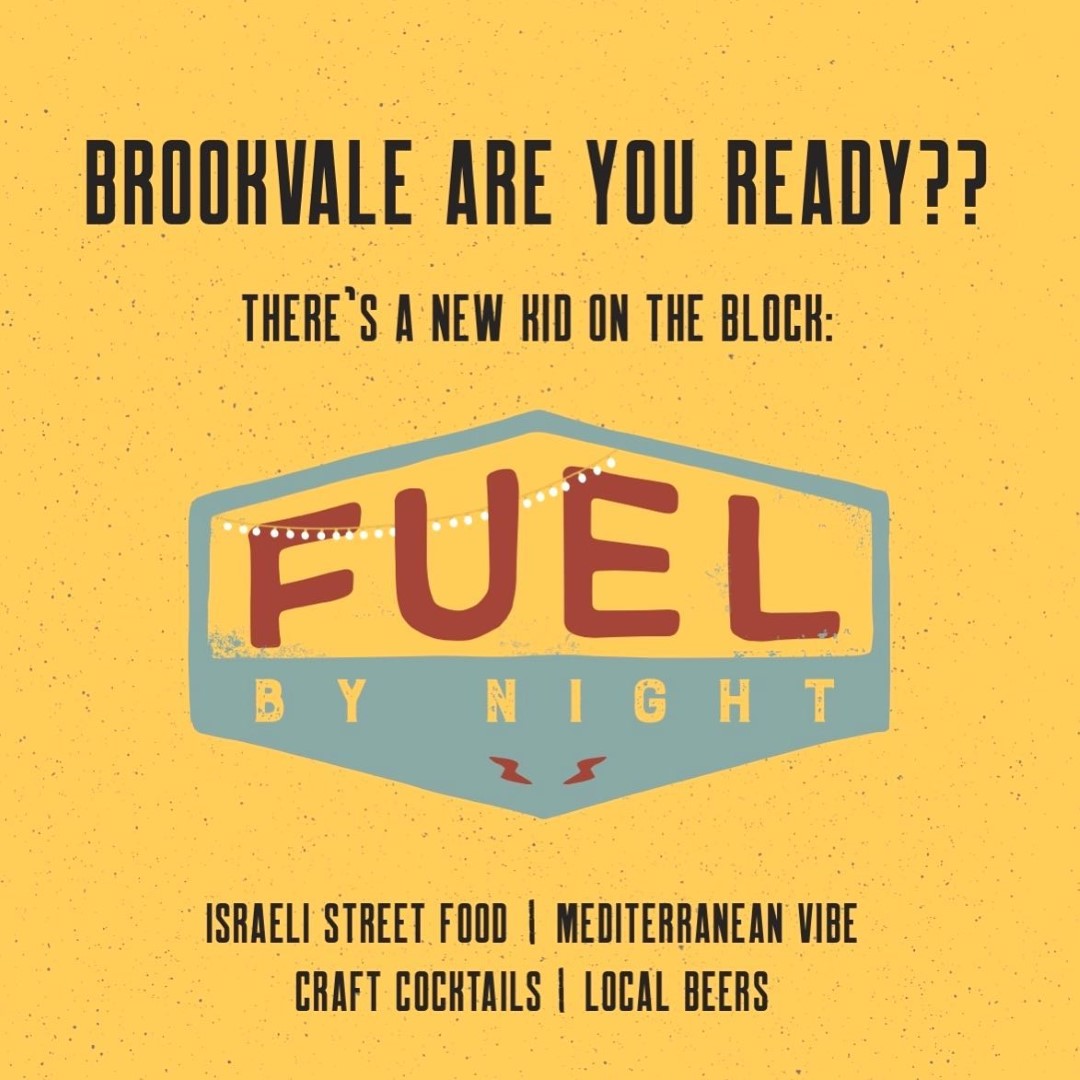 BROOKVALE ARE YOU READY??
THERE'S A NEW KID ON THE BLOCK:
FUEL
BY NIGHT
ISRAELI STREET FOOD | MEDITERRANEAN VIBE
CRAFT COCKTAILS | LOCAL BEERS